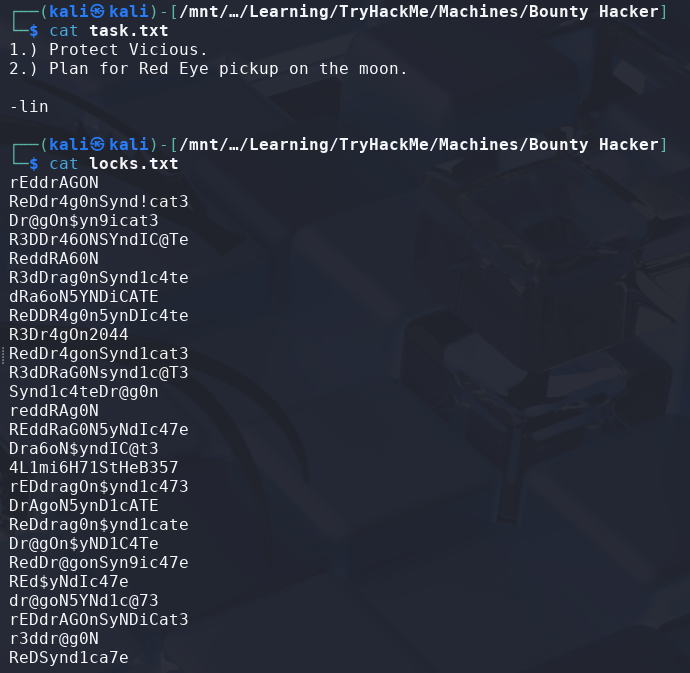 ┌──(kali㉿kali)-[/mnt/…/Learning/TryHackMe/Machines/Bounty Hacker]
└─$ cat task.txt
1.) Protect Vicious.
2.) Plan for Red Eye pickup on the moon.
-lin
┌──(kali㉿kali)-[/mnt/…/Learning/TryHackMe/Machines/Bounty Hacker]
└─$ cat locks.txt
rEddrAGON
ReDdr4g0nSynd!cat3
Dr@gOn$yn9icat3
R3DDr46ONSYndIC@Te
ReddRA60N
R3dDrag0nSynd1c4te
dRa6oN5YNDiCATE
ReDDR4g0n5ynDIc4te
R3Dr4gOn2044
RedDr4gonSynd1cat3
R3dDRaG0Nsynd1c@T3
Synd1c4teDr@g0n
reddRAg0N
REddRaG0N5yNdIc47e
Dra6oN$yndIC@t3
4L1mi6H71StHeB357
rEDdragOn$ynd1c473
DrAgoN5ynD1cATE
ReDdrag0n$ynd1cate
Dr@gOn$yND1C4Te
RedDr@gonSyn9ic47e
REd$yNdIc47e
dr@goN5YNd1c@73
rEDdrAGOnSyNDiCat3
r3ddr@g0N
ReDSynd1ca7e